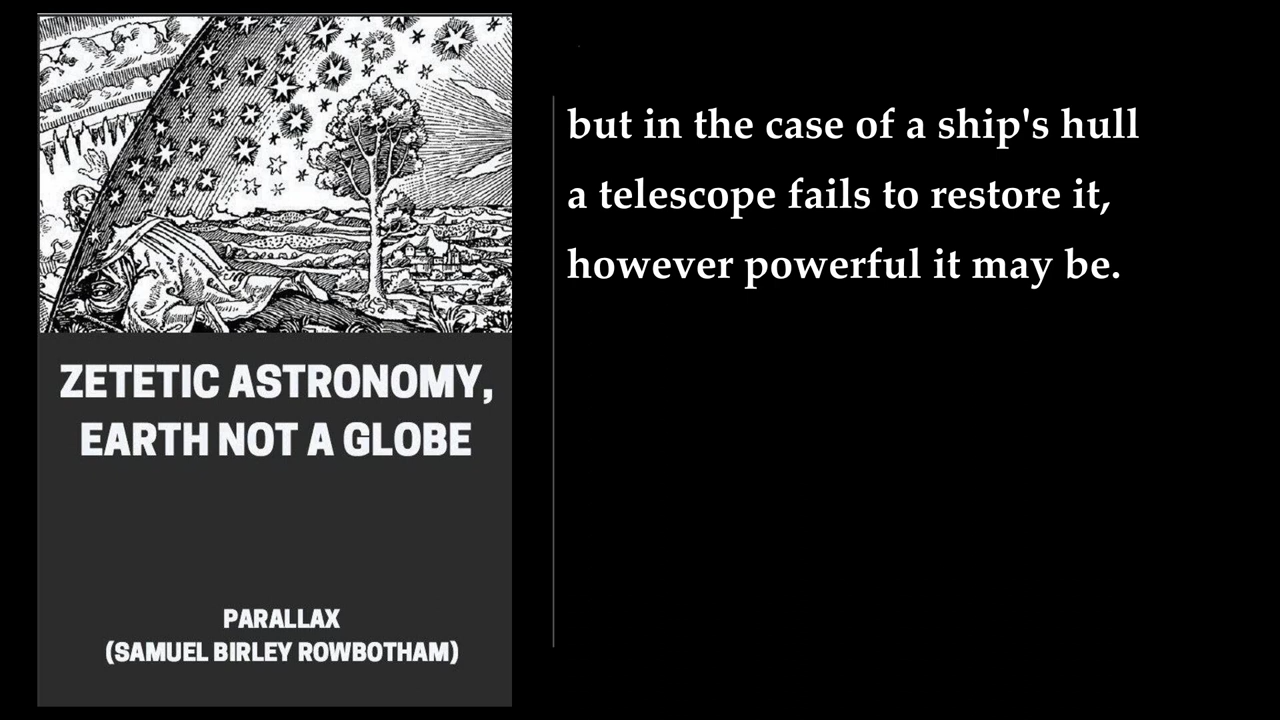 ZETETIC ASTRONOMY,
EARTH NOT A GLOBE
PARALLAX
(SAMUEL BIRLEY ROWBOTHAM)
but in the case of a ship's hull
a telescope fails to restore it,
however powerful it may be.